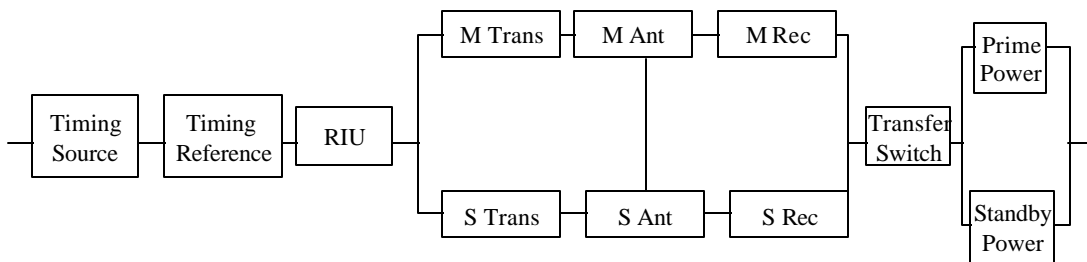 M Trans
M Ant
M Rec
Prime
Power
Timing
Source
Timing
Reference
RIU
Transfer
Switch
S Trans
S Ant
S Rec
Standby
Power